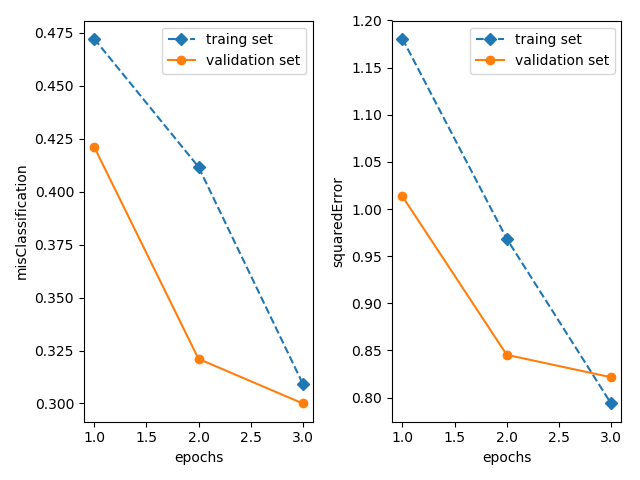 traing set
validation set
0.475
0.450
0.425
0.400
0.375
0.350
0.325
0.300
misClassification
1.0 1.5 2.0 2.5 3.0
epochs
traing set
validation set
1.20
1.15
1.10
1.05
1.00
0.95
0.90
0.85
0.80
squaredError
1.0 1.5 2.0 2.5 3.0
epochs